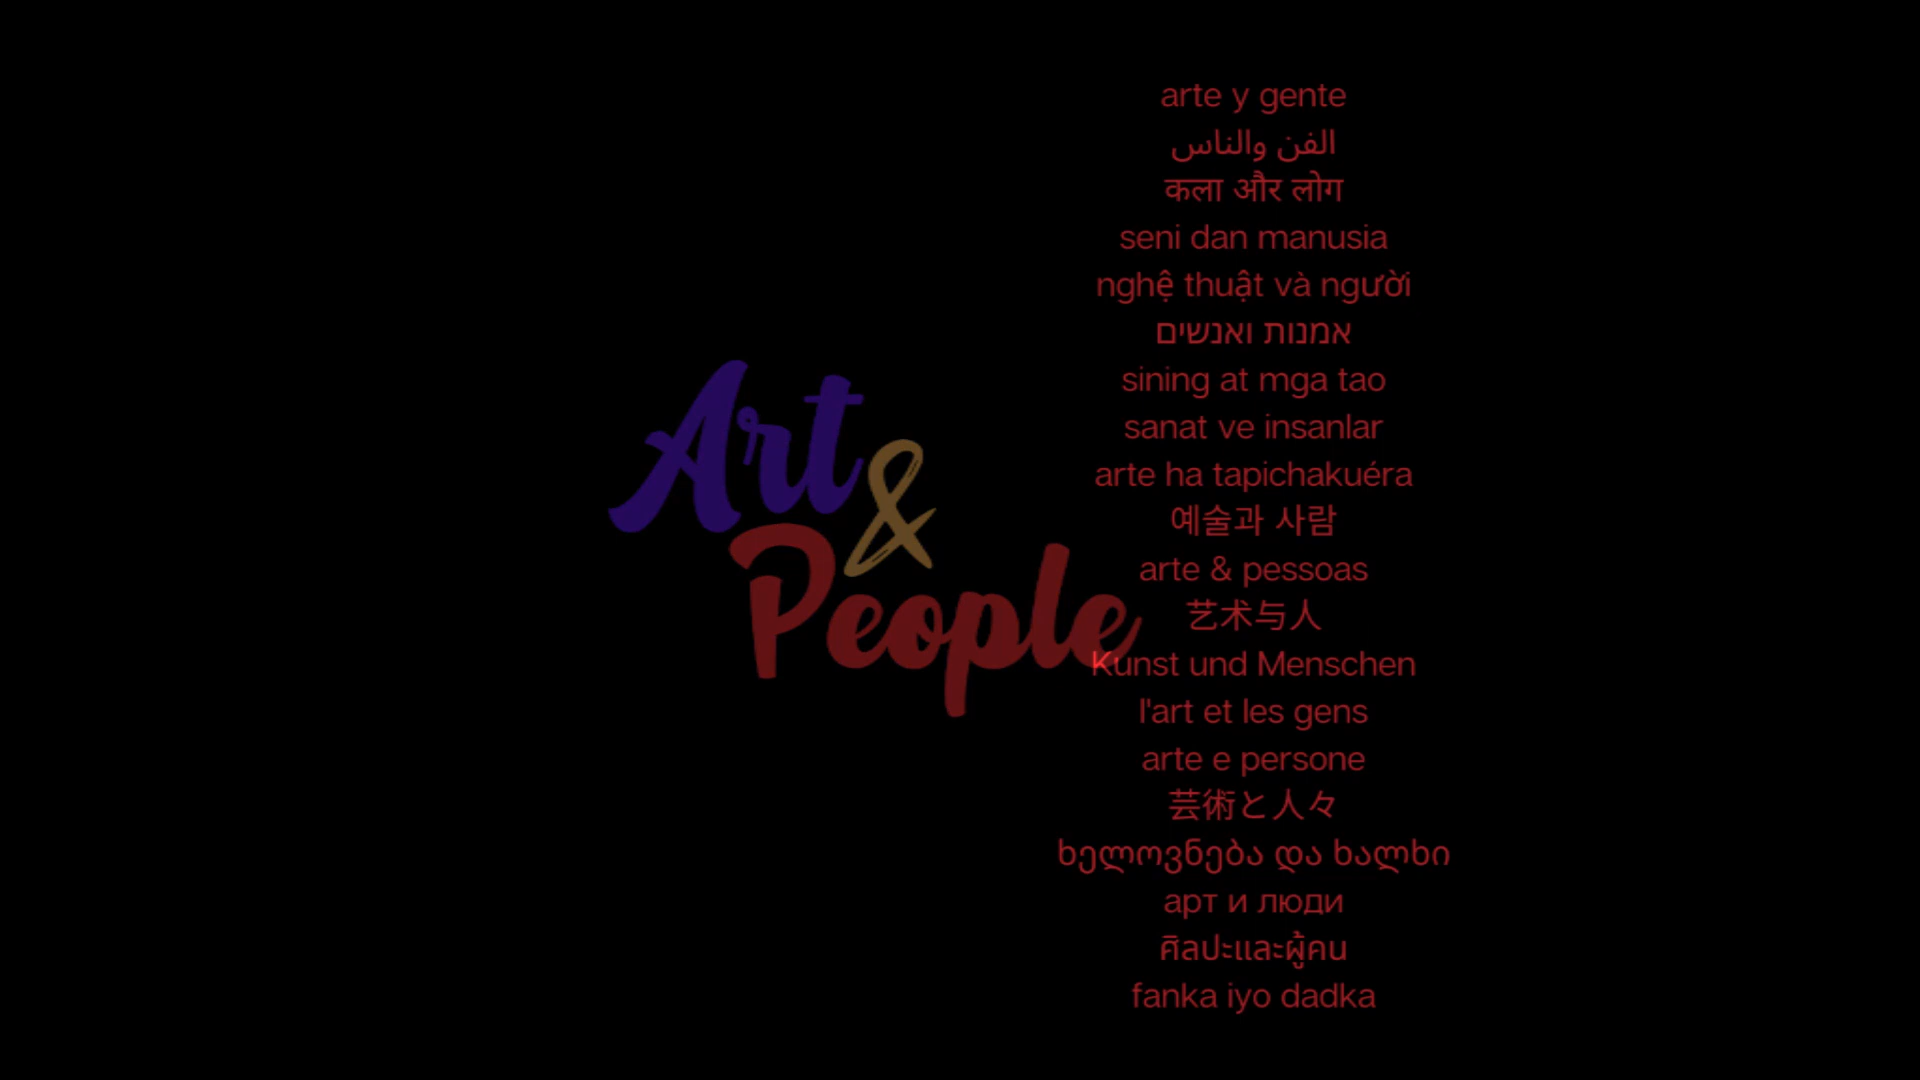 Art
&
People
arte y gente
الفن والناس
कला और लोग
seni dan manusia
nghệ thuật và người
אמנות ואנשים
sining at mga tao
sanat ve insanlar
arte ha tapichakuéra
예술과 사람
arte & pessoas
艺术与人
Kunst und Menschen
l'art et les gens
arte e persone
芸術と人々
ხელოვნება და ხალხი
арт и люди
ศิลปะและผู้คน
fanka iyo dadka